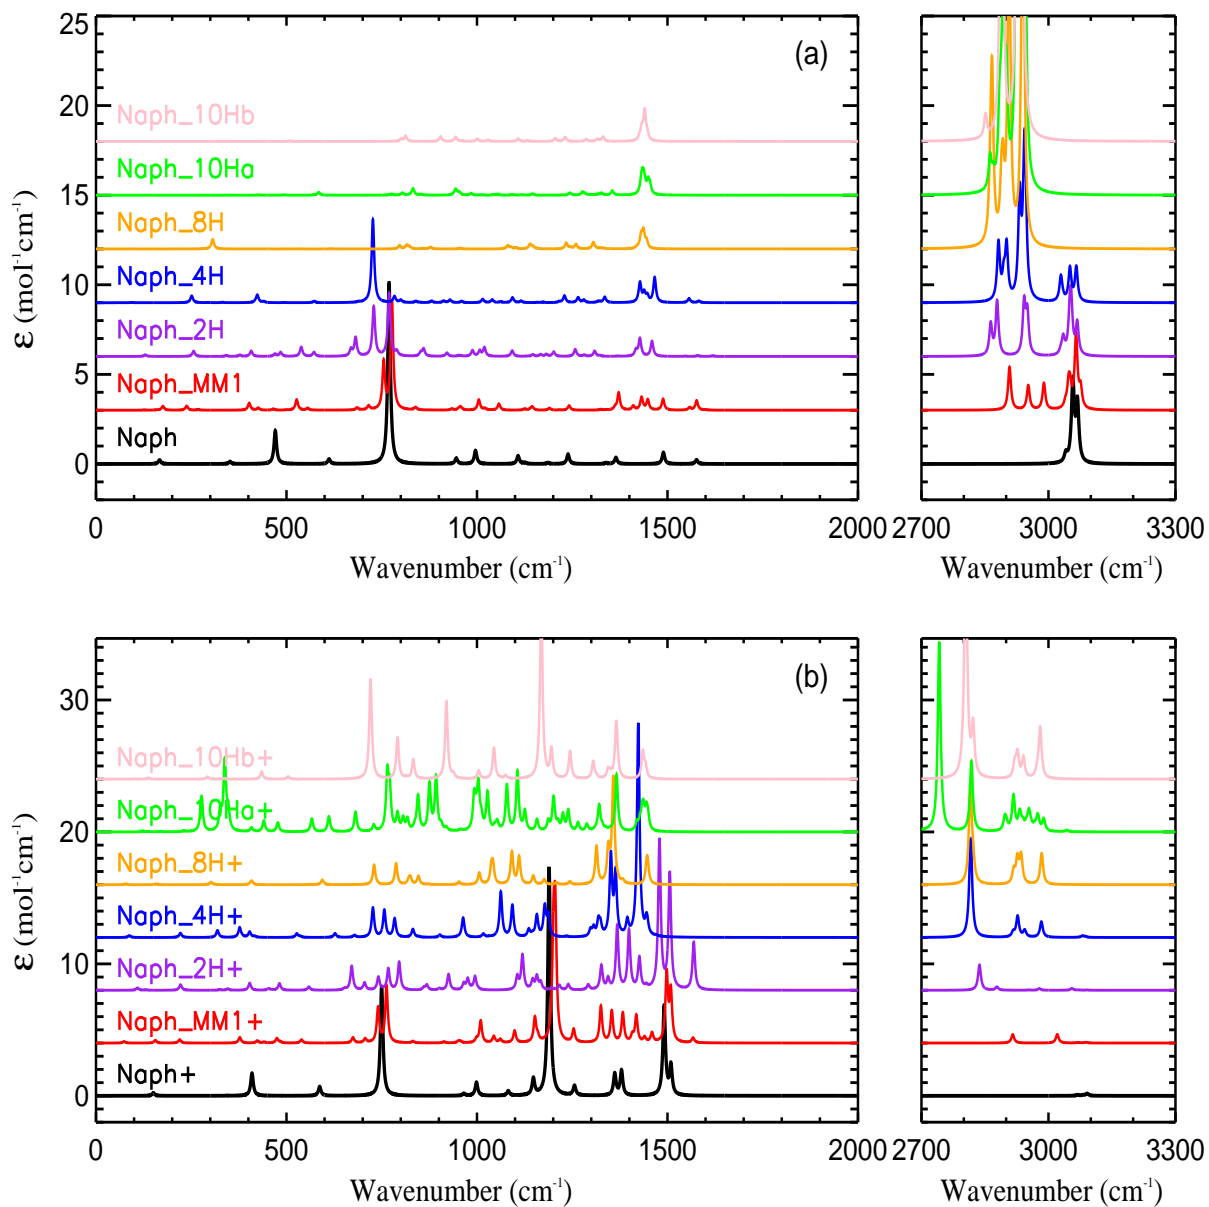 25
20
15
10
5
0
ε (mol⁻¹cm⁻¹)
(a)
Naph_10Hb
Naph_10Ha
Naph_8H
Naph_4H
Naph_2H
Naph_MM1
Naph
0 500 1000 1500 2000 2700 3000 3300
Wavenumber (cm⁻¹) Wavenumber (cm⁻¹)
30
20
10
0
ε (mol⁻¹cm⁻¹)
(b)
Naph_10Hb+
Naph_10Ha+
Naph_8H+
Naph_4H+
Naph_2H+
Naph_MM1+
Naph+
0 500 1000 1500 2000 2700 3000 3300
Wavenumber (cm⁻¹) Wavenumber (cm⁻¹)